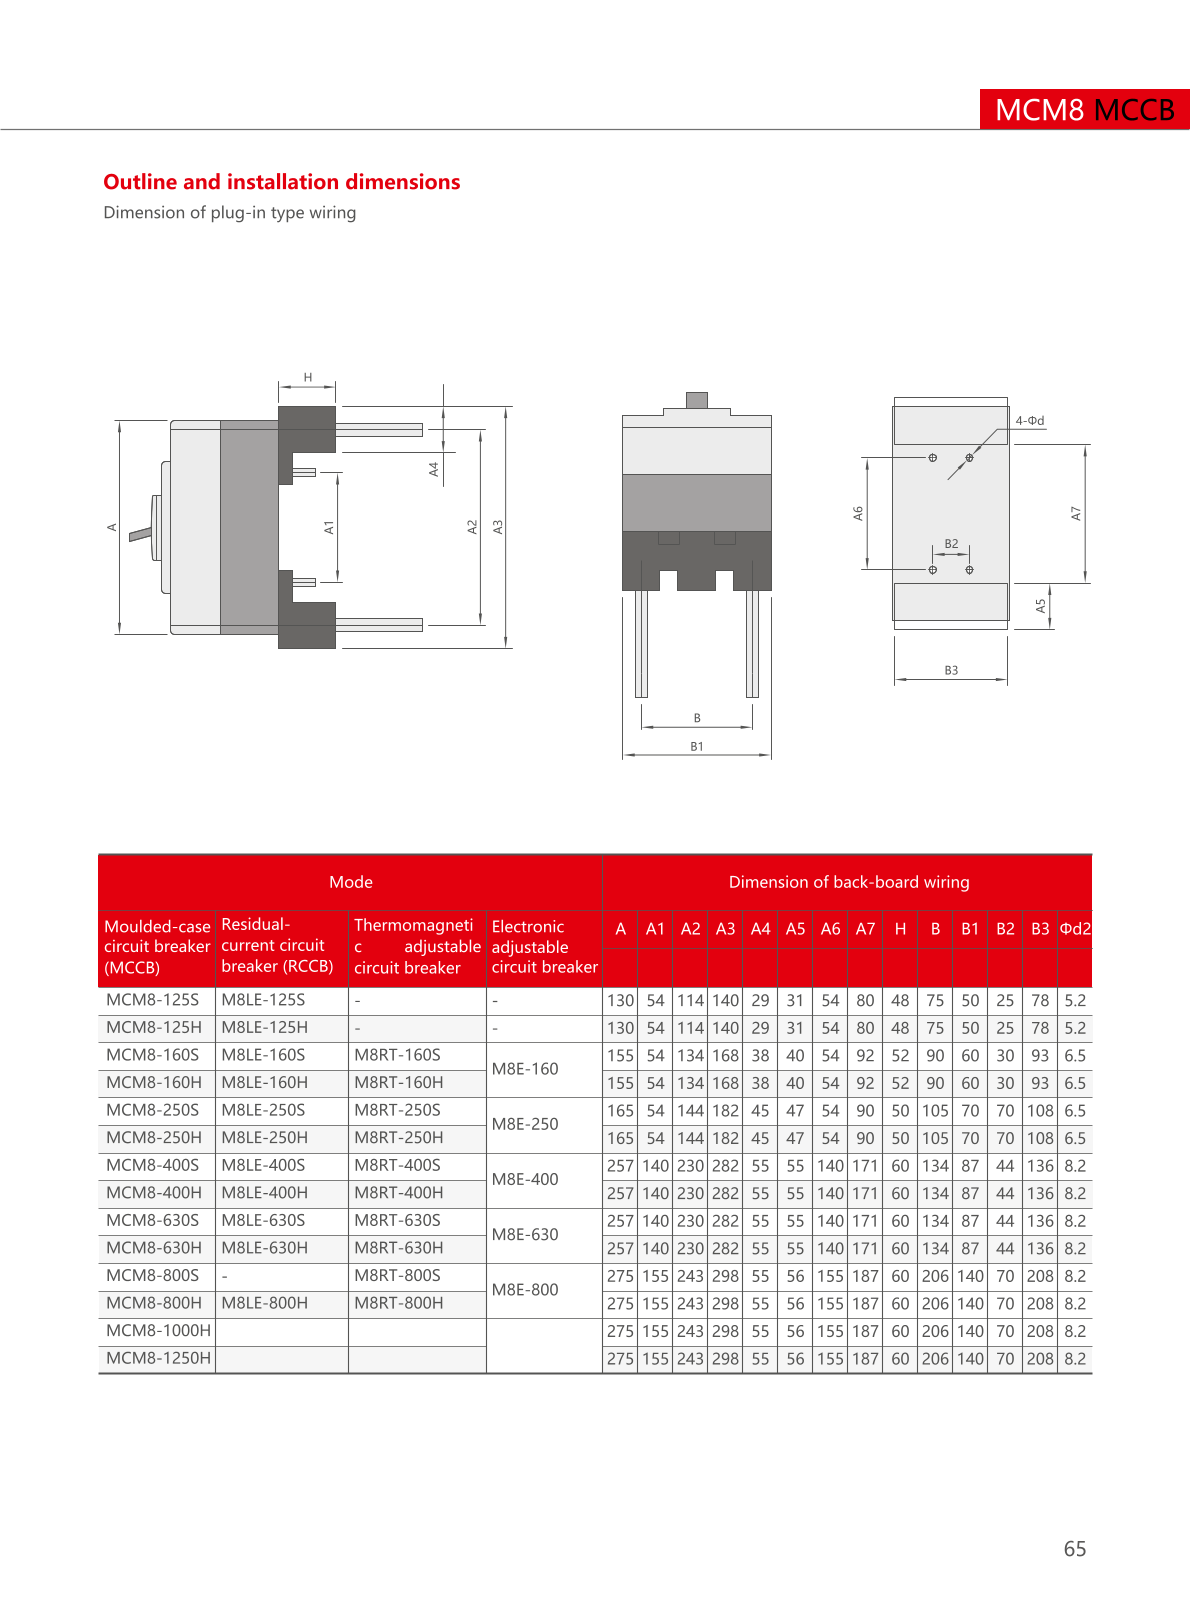 MCM8 MCCB
Outline and installation dimensions
Dimension of plug-in type wiring
H
A
A1
A4
A2
A3
B
B1
4-Φd
A6
B2
A7
A5
B3
Mode Dimension of back-board wiring
Moulded-case circuit breaker (MCCB) Residual-current circuit breaker (RCCB) Thermomagnetic adjustable circuit breaker Electronic adjustable circuit breaker A A1 A2 A3 A4 A5 A6 A7 H B B1 B2 B3 Φd2
MCM8-125S M8LE-125S - - 130 54 114 140 29 31 54 80 48 75 50 25 78 5.2
MCM8-125H M8LE-125H - - 130 54 114 140 29 31 54 80 48 75 50 25 78 5.2
MCM8-160S M8LE-160S M8RT-160S M8E-160 155 54 134 168 38 40 54 92 52 90 60 30 93 6.5
MCM8-160H M8LE-160H M8RT-160H 155 54 134 168 38 40 54 92 52 90 60 30 93 6.5
MCM8-250S M8LE-250S M8RT-250S M8E-250 165 54 144 182 45 47 54 90 50 105 70 70 108 6.5
MCM8-250H M8LE-250H M8RT-250H 165 54 144 182 45 47 54 90 50 105 70 70 108 6.5
MCM8-400S M8LE-400S M8RT-400S M8E-400 257 140 230 282 55 55 140 171 60 134 87 44 136 8.2
MCM8-400H M8LE-400H M8RT-400H 257 140 230 282 55 55 140 171 60 134 87 44 136 8.2
MCM8-630S M8LE-630S M8RT-630S M8E-630 257 140 230 282 55 55 140 171 60 134 87 44 136 8.2
MCM8-630H M8LE-630H M8RT-630H 257 140 230 282 55 55 140 171 60 134 87 44 136 8.2
MCM8-800S - M8RT-800S M8E-800 275 155 243 298 55 56 155 187 60 206 140 70 208 8.2
MCM8-800H M8LE-800H M8RT-800H 275 155 243 298 55 56 155 187 60 206 140 70 208 8.2
MCM8-1000H 275 155 243 298 55 56 155 187 60 206 140 70 208 8.2
MCM8-1250H 275 155 243 298 55 56 155 187 60 206 140 70 208 8.2
65